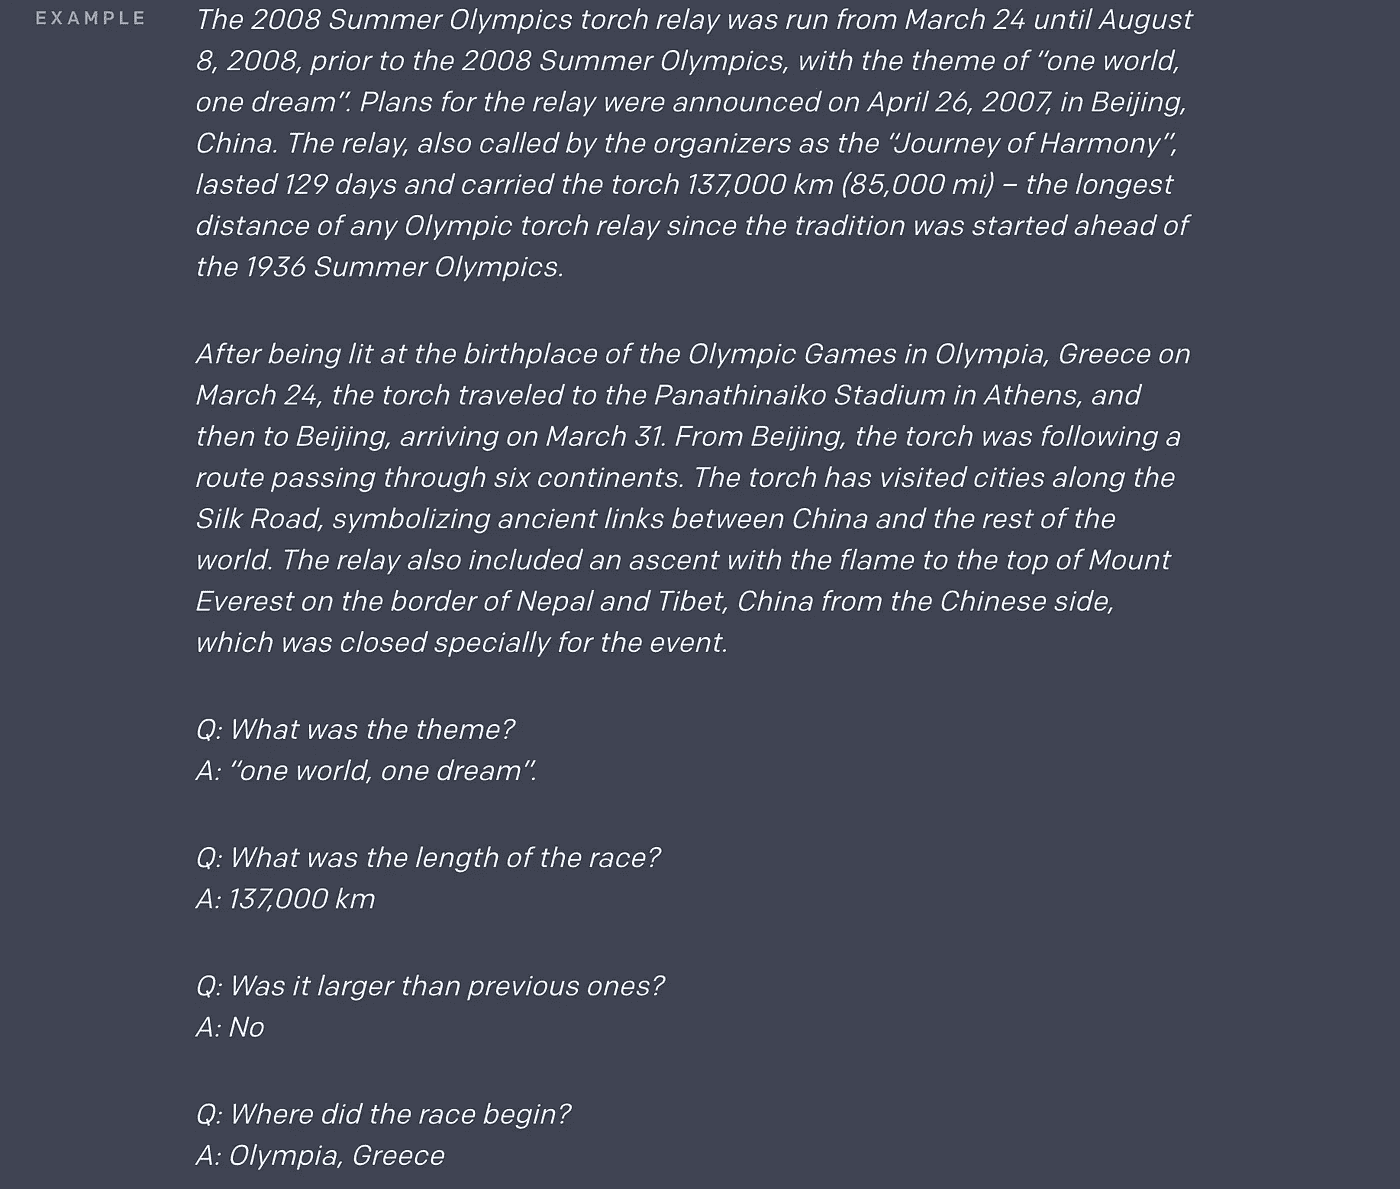 EXAMPLE
The 2008 Summer Olympics torch relay was run from March 24 until August
8, 2008, prior to the 2008 Summer Olympics, with the theme of “one world,
one dream”. Plans for the relay were announced on April 26, 2007, in Beijing,
China. The relay, also called by the organizers as the “Journey of Harmony”,
lasted 129 days and carried the torch 137,000 km (85,000 mi) – the longest
distance of any Olympic torch relay since the tradition was started ahead of
the 1936 Summer Olympics.
After being lit at the birthplace of the Olympic Games in Olympia, Greece on
March 24, the torch traveled to the Panathinaiko Stadium in Athens, and
then to Beijing, arriving on March 31. From Beijing, the torch was following a
route passing through six continents. The torch has visited cities along the
Silk Road, symbolizing ancient links between China and the rest of the
world. The relay also included an ascent with the flame to the top of Mount
Everest on the border of Nepal and Tibet, China from the Chinese side,
which was closed specially for the event.
Q: What was the theme?
A: “one world, one dream”.
Q: What was the length of the race?
A: 137,000 km
Q: Was it larger than previous ones?
A: No
Q: Where did the race begin?
A: Olympia, Greece